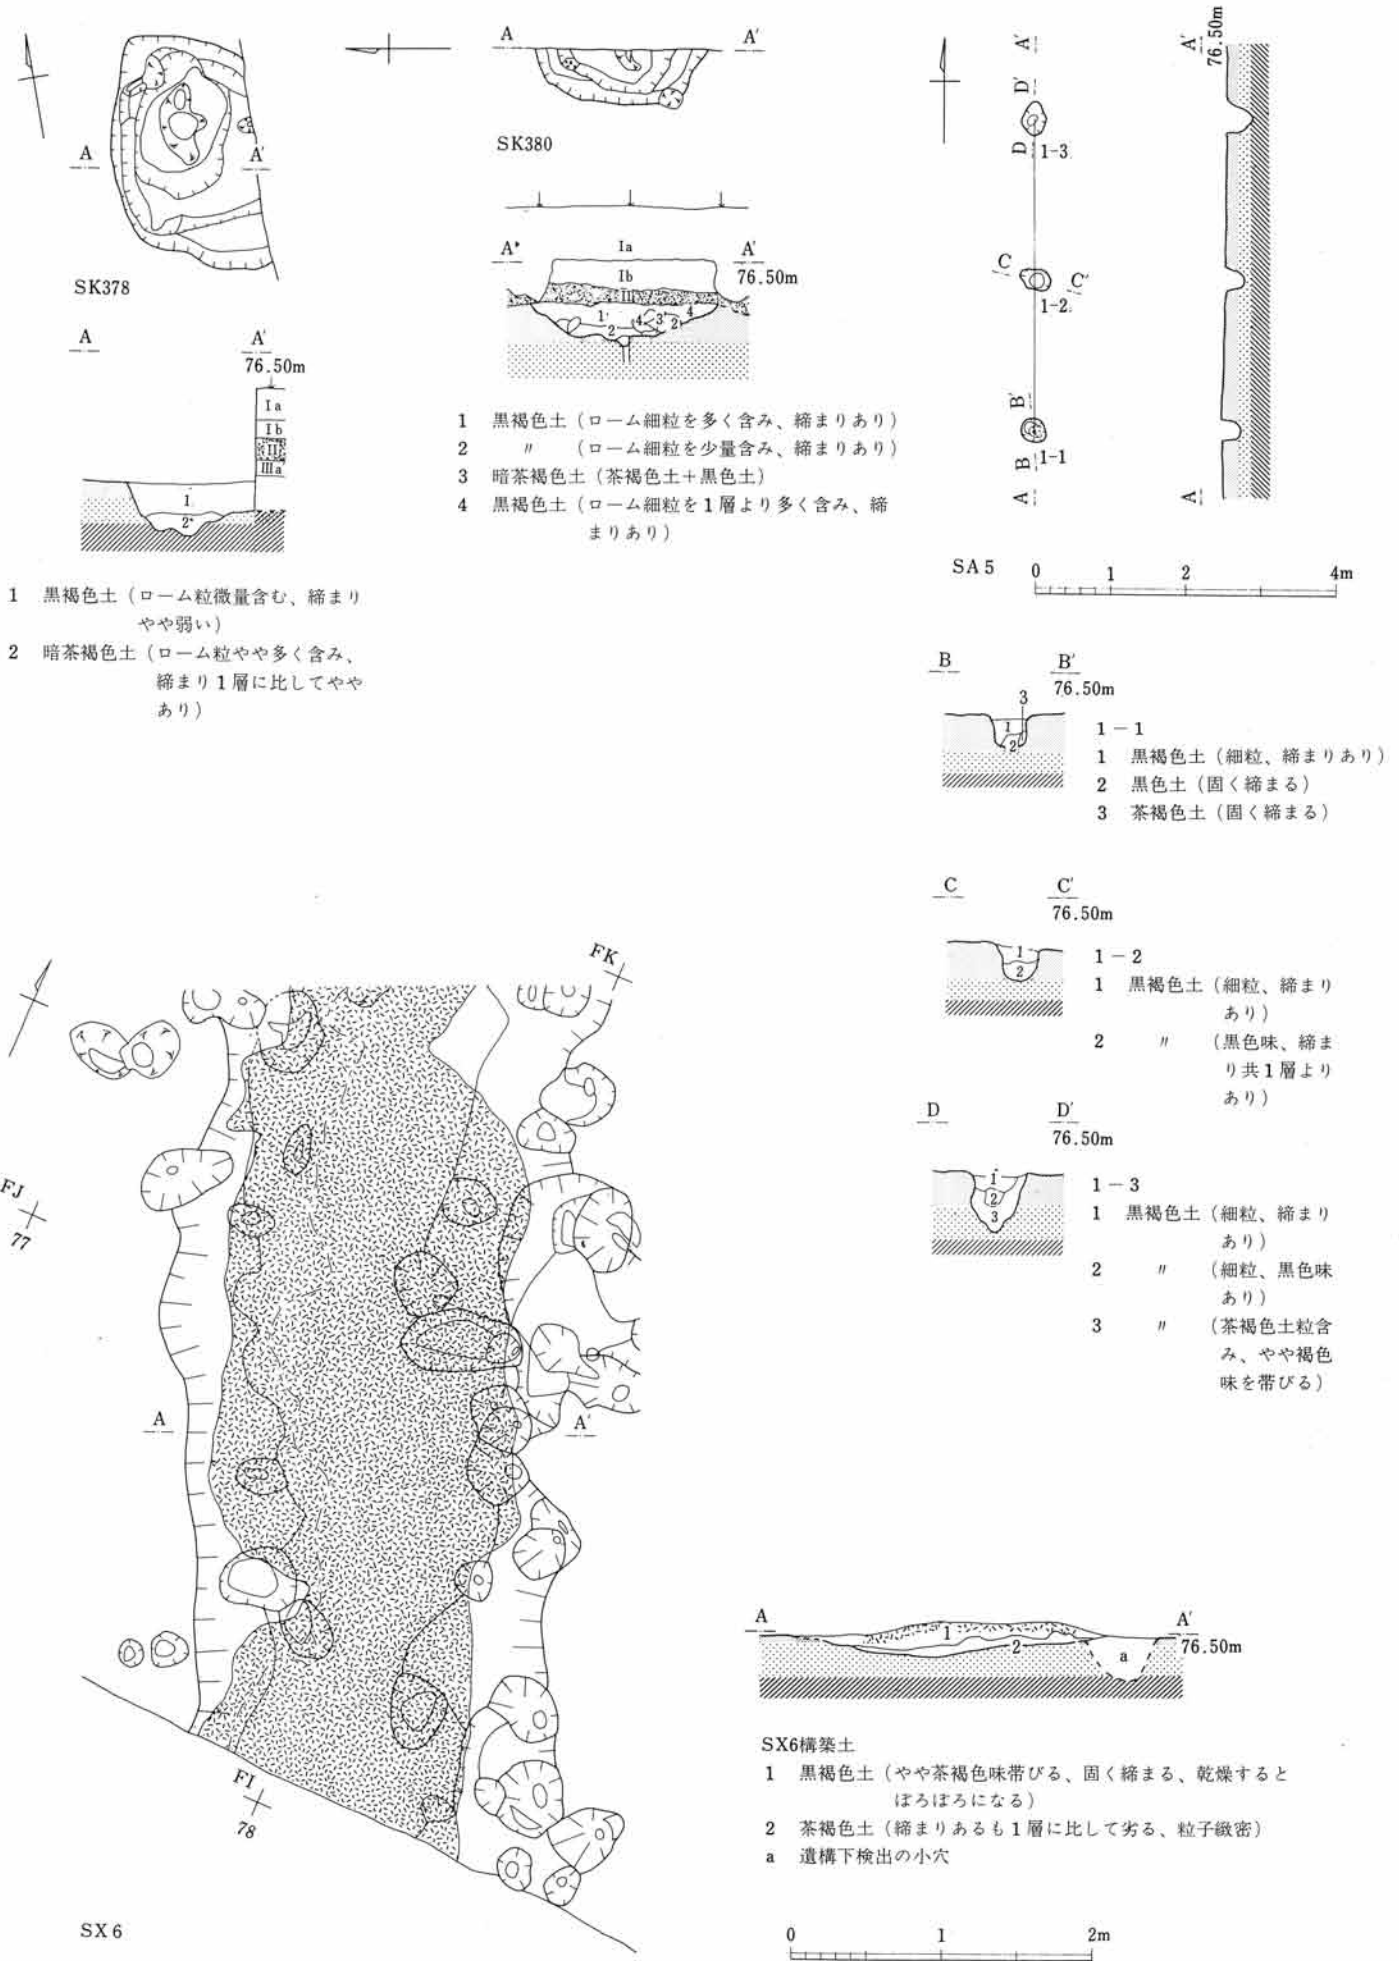 A
A'
SK378
A
A'
76.50m
Ia
Ib
II
IIIa
1
2
1 黒褐色土（ローム粒微量含む、締まり
やや弱い）
2 暗茶褐色土（ローム粒やや多く含み、
締まり1層に比してやや
あり）
A
A'
SK380
A
A'
76.50m
Ia
Ib
III
1
2
4
3
2
4
1 黒褐色土（ローム細粒を多く含み、締まりあり）
2 〃 （ローム細粒を少量含み、締まりあり）
3 暗茶褐色土（茶褐色土＋黒色土）
4 黒褐色土（ローム細粒を1層より多く含み、締
まりあり）
A'
D'
D
1-3
C
C'
1-2
B'
B
1-1
A
A'
76.50m
A
SA5
0 1 2 4m
B
B'
76.50m
3
1
2
1－1
1 黒褐色土（細粒、締まりあり）
2 黒色土（固く締まる）
3 茶褐色土（固く締まる）
C
C'
76.50m
1
2
1－2
1 黒褐色土（細粒、締まり
あり）
2 〃 （黒色味、締ま
り共1層より
あり）
D
D'
76.50m
1
2
3
1－3
1 黒褐色土（細粒、締まり
あり）
2 〃 （細粒、黒色味
あり）
3 〃 （茶褐色土粒含
み、やや褐色
味を帯びる）
FK
FJ
77
A
A'
FI
78
SX6
A
A'
76.50m
1
2
a
SX6構築土
1 黒褐色土（やや茶褐色味帯びる、固く締まる、乾燥すると
ぼろぼろになる）
2 茶褐色土（締まりあるも1層に比して劣る、粒子緻密）
a 遺構下検出の小穴
0 1 2m